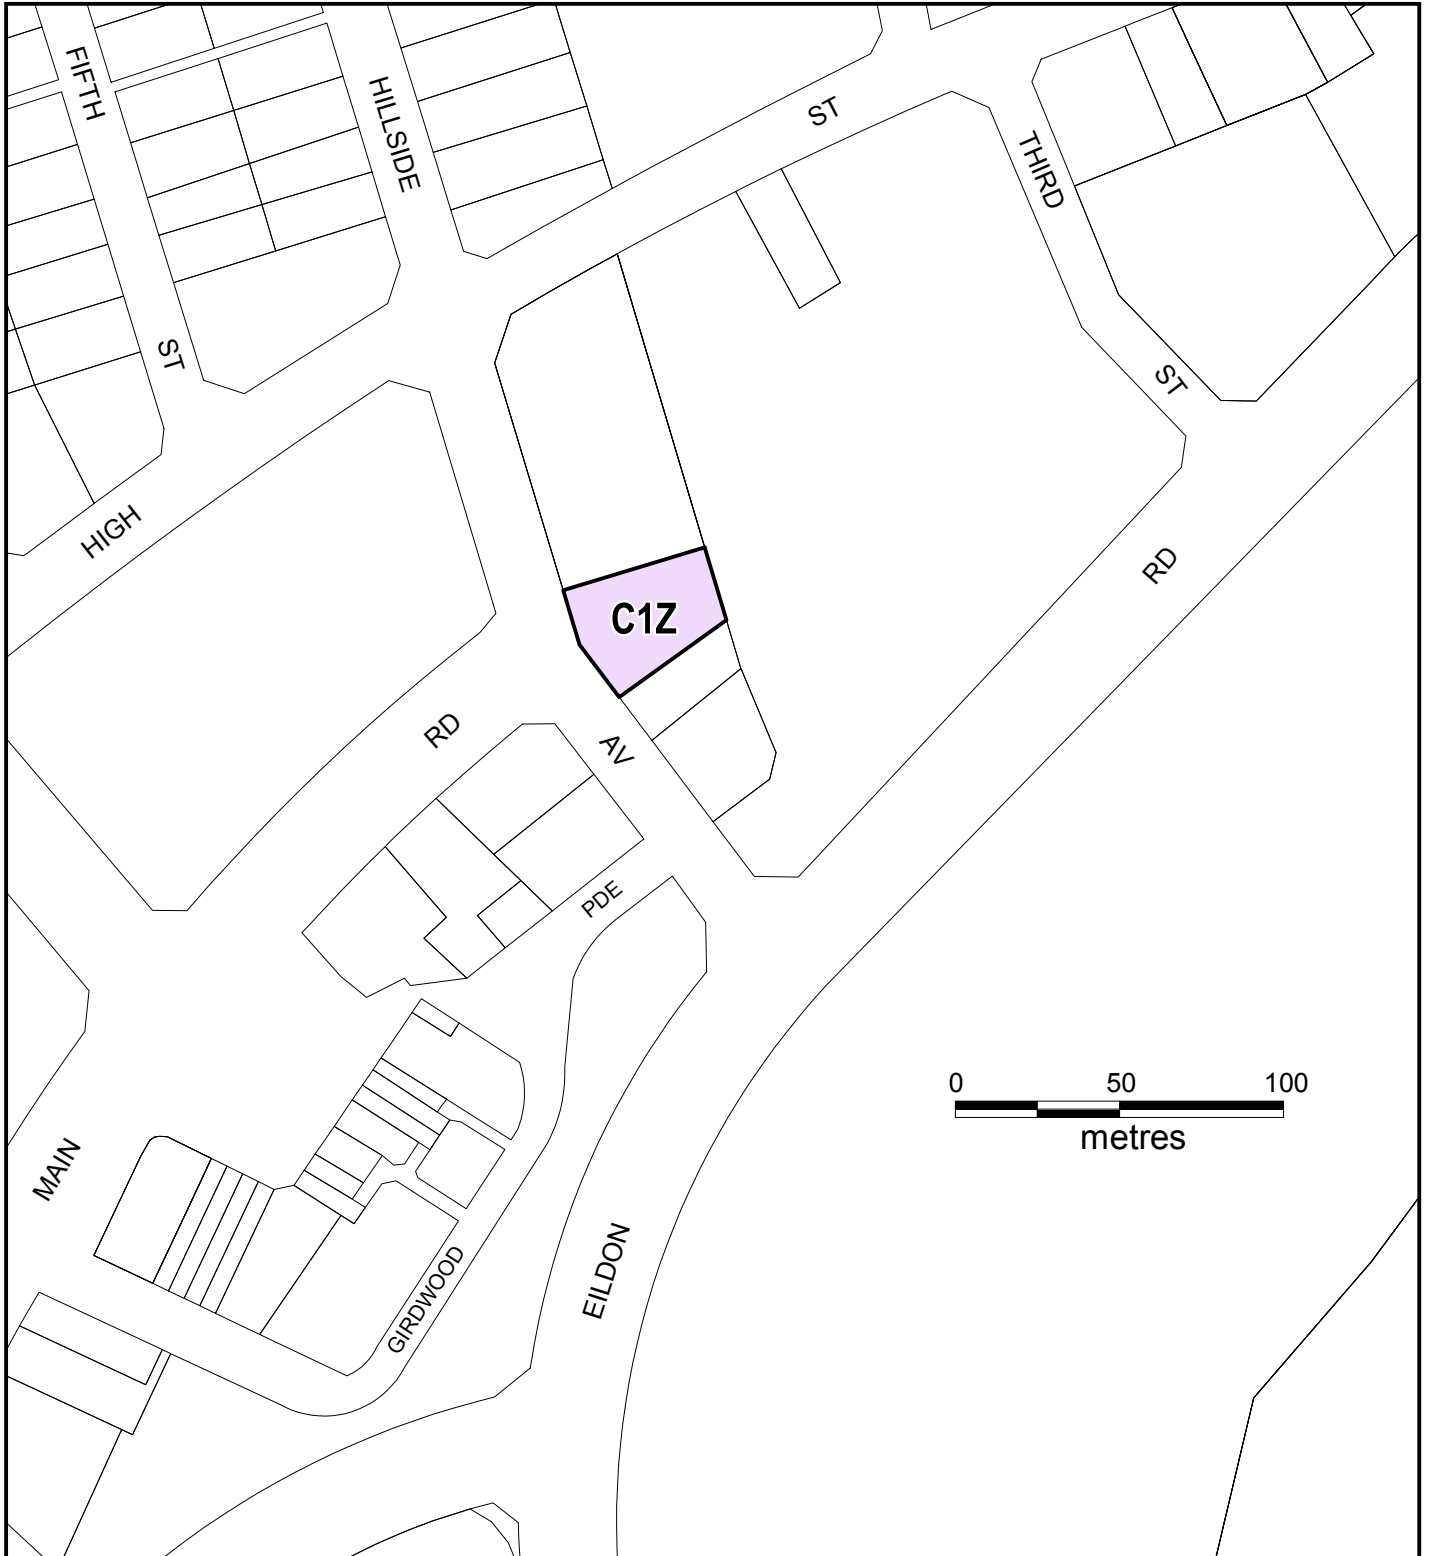 FIFTH
HILLSIDE
ST
THIRD
ST
ST
HIGH
RD
C1Z
RD
AV
PDE
0 50 100
metres
MAIN
EILDON
GIRDWOOD